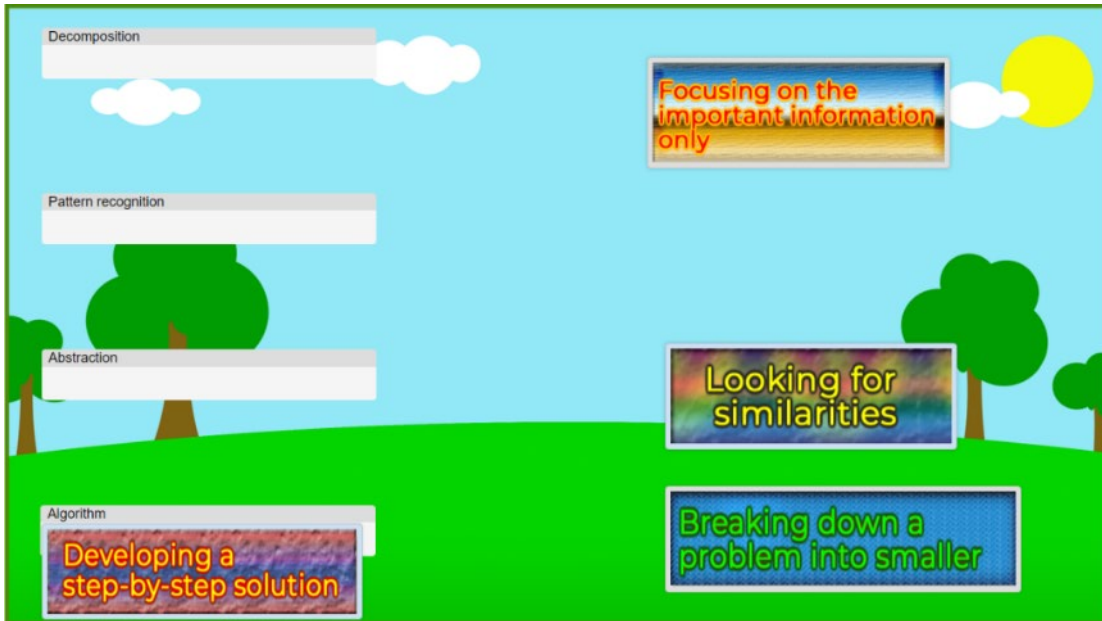 Decomposition
Focusing on the
important information
only
Pattern recognition
Abstraction
Looking for
similarities
Algorithm
Developing a
step-by-step solution
Breaking down a
problem into smaller